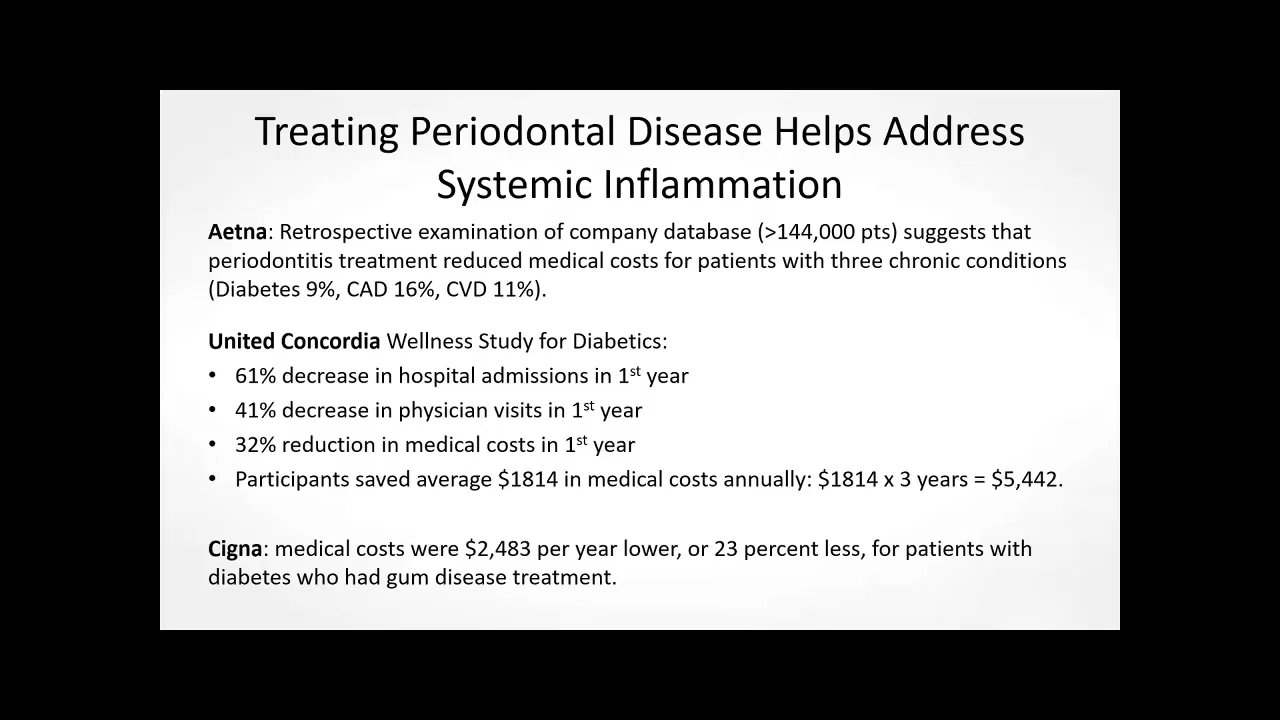 Treating Periodontal Disease Helps Address
Systemic Inflammation
Aetna: Retrospective examination of company database (>144,000 pts) suggests that
periodontitis treatment reduced medical costs for patients with three chronic conditions
(Diabetes 9%, CAD 16%, CVD 11%).
United Concordia Wellness Study for Diabetics:
• 61% decrease in hospital admissions in 1st year
• 41% decrease in physician visits in 1st year
• 32% reduction in medical costs in 1st year
• Participants saved average $1814 in medical costs annually: $1814 x 3 years = $5,442.
Cigna: medical costs were $2,483 per year lower, or 23 percent less, for patients with
diabetes who had gum disease treatment.